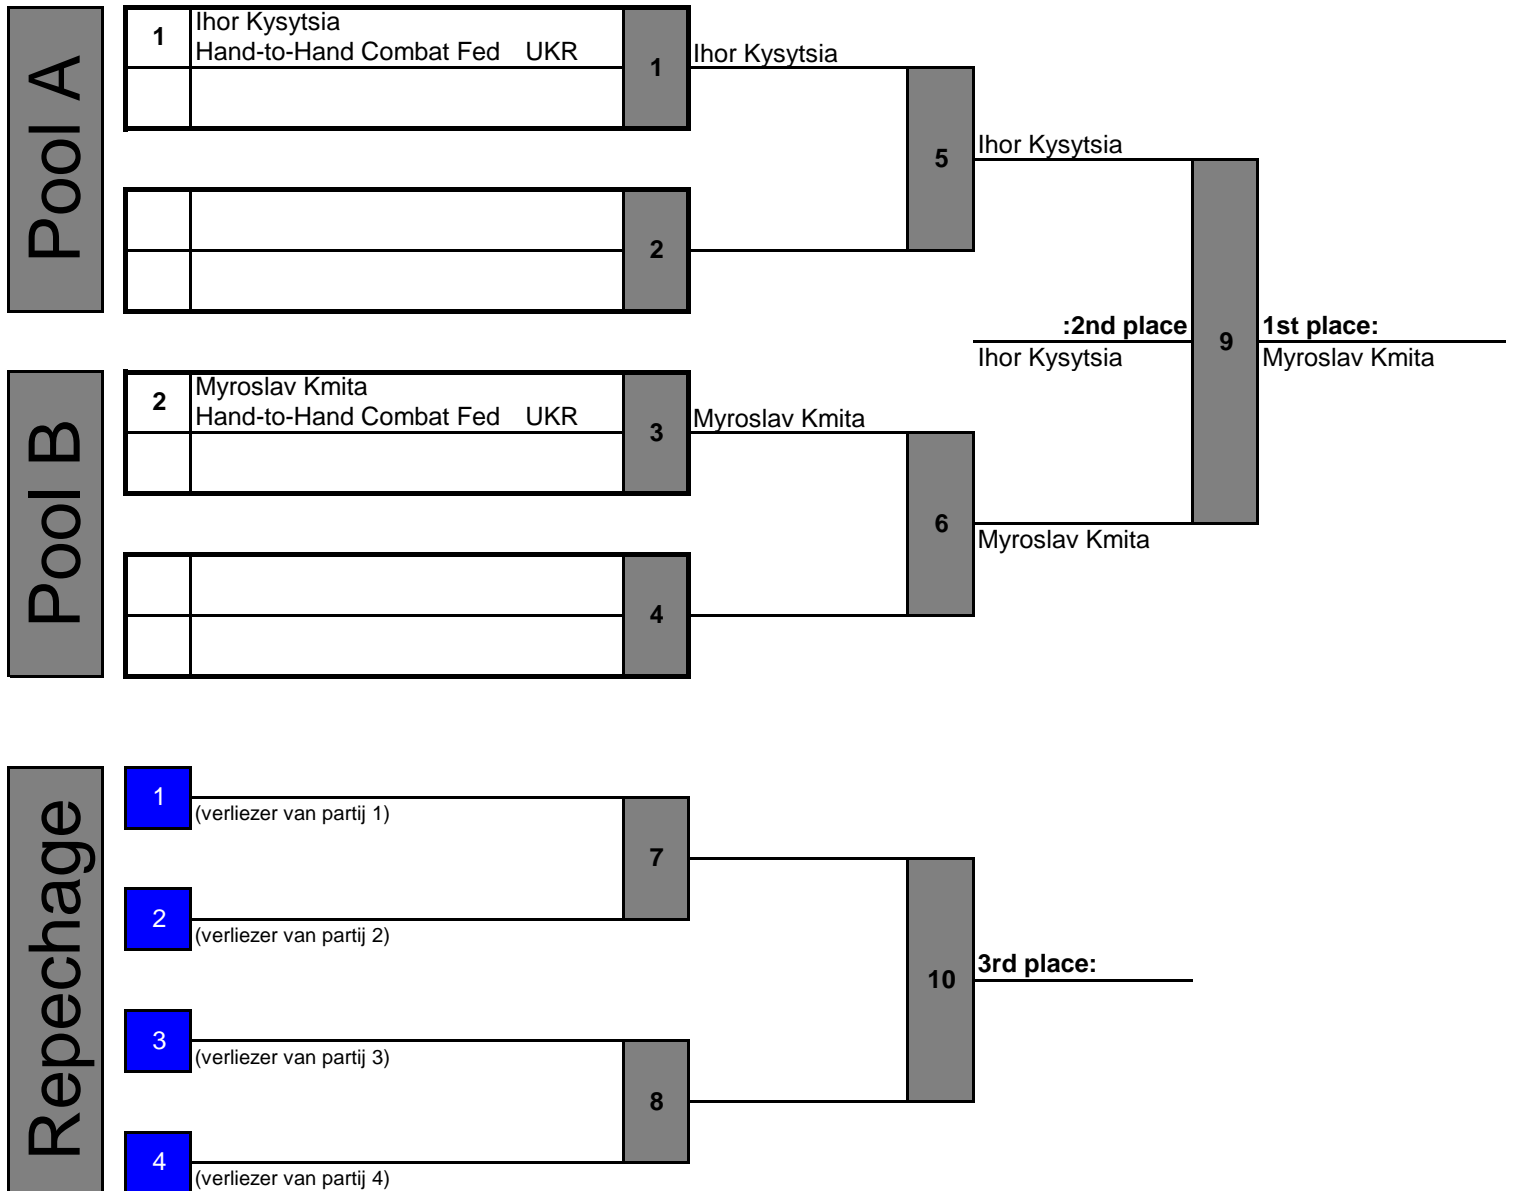 Pool A
1
Ihor Kysytsia
Hand-to-Hand Combat Fed UKR
1
Ihor Kysytsia
5
Ihor Kysytsia
2
:2nd place
9
1st place:
Ihor Kysytsia
Myroslav Kmita
Pool B
2
Myroslav Kmita
Hand-to-Hand Combat Fed UKR
3
Myroslav Kmita
6
Myroslav Kmita
4
Repechage
1
(verliezer van partij 1)
7
2
(verliezer van partij 2)
10
3rd place:
3
(verliezer van partij 3)
8
4
(verliezer van partij 4)